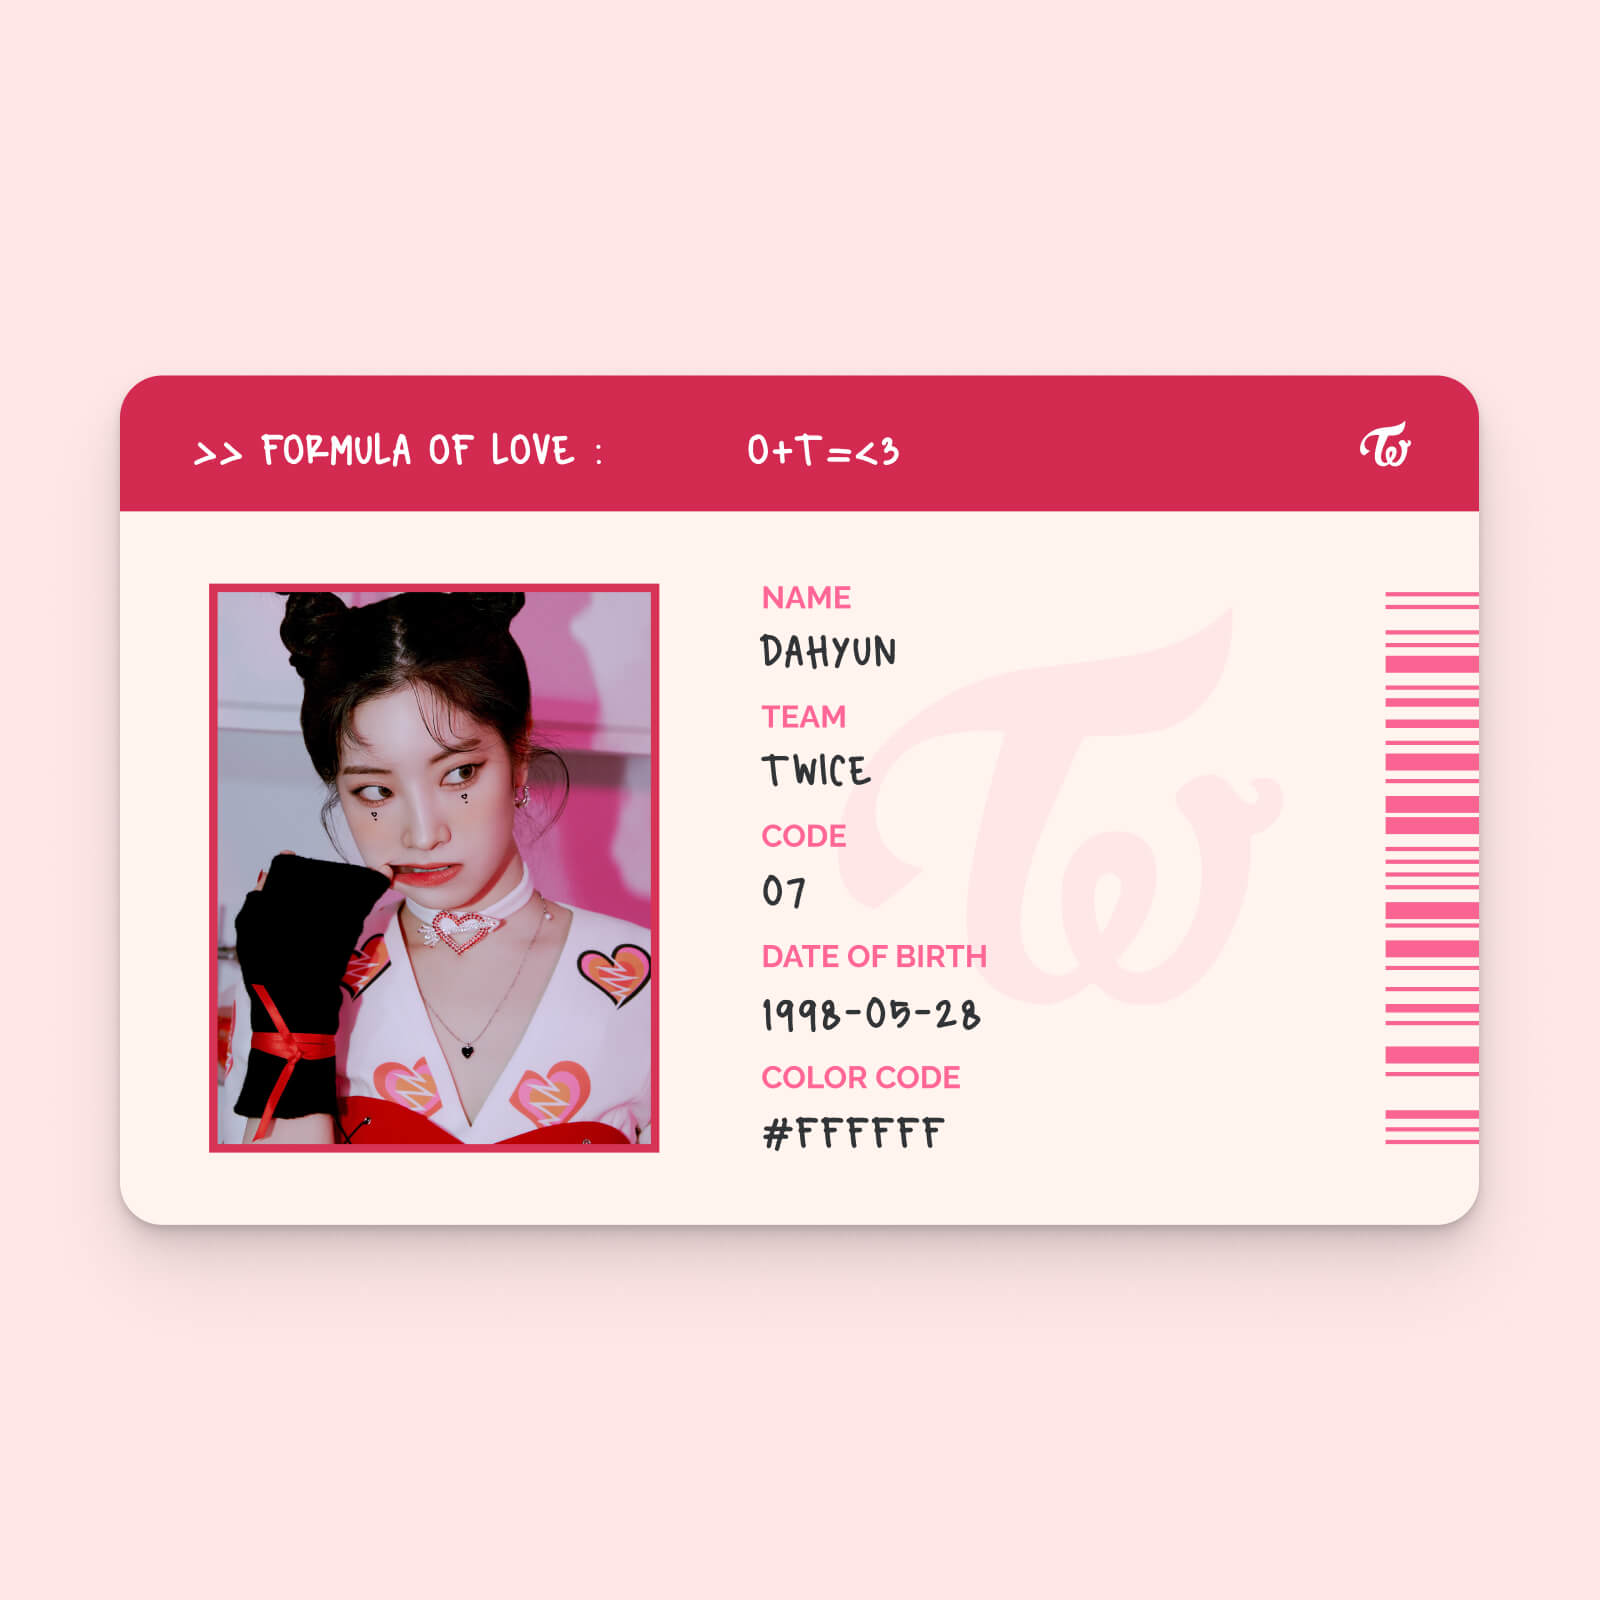 >> FORMULA OF LOVE : O+T=<3
TW
NAME
DAHYUN
TEAM
TWICE
CODE
07
DATE OF BIRTH
1998-05-28
COLOR CODE
#FFFFFF
TW